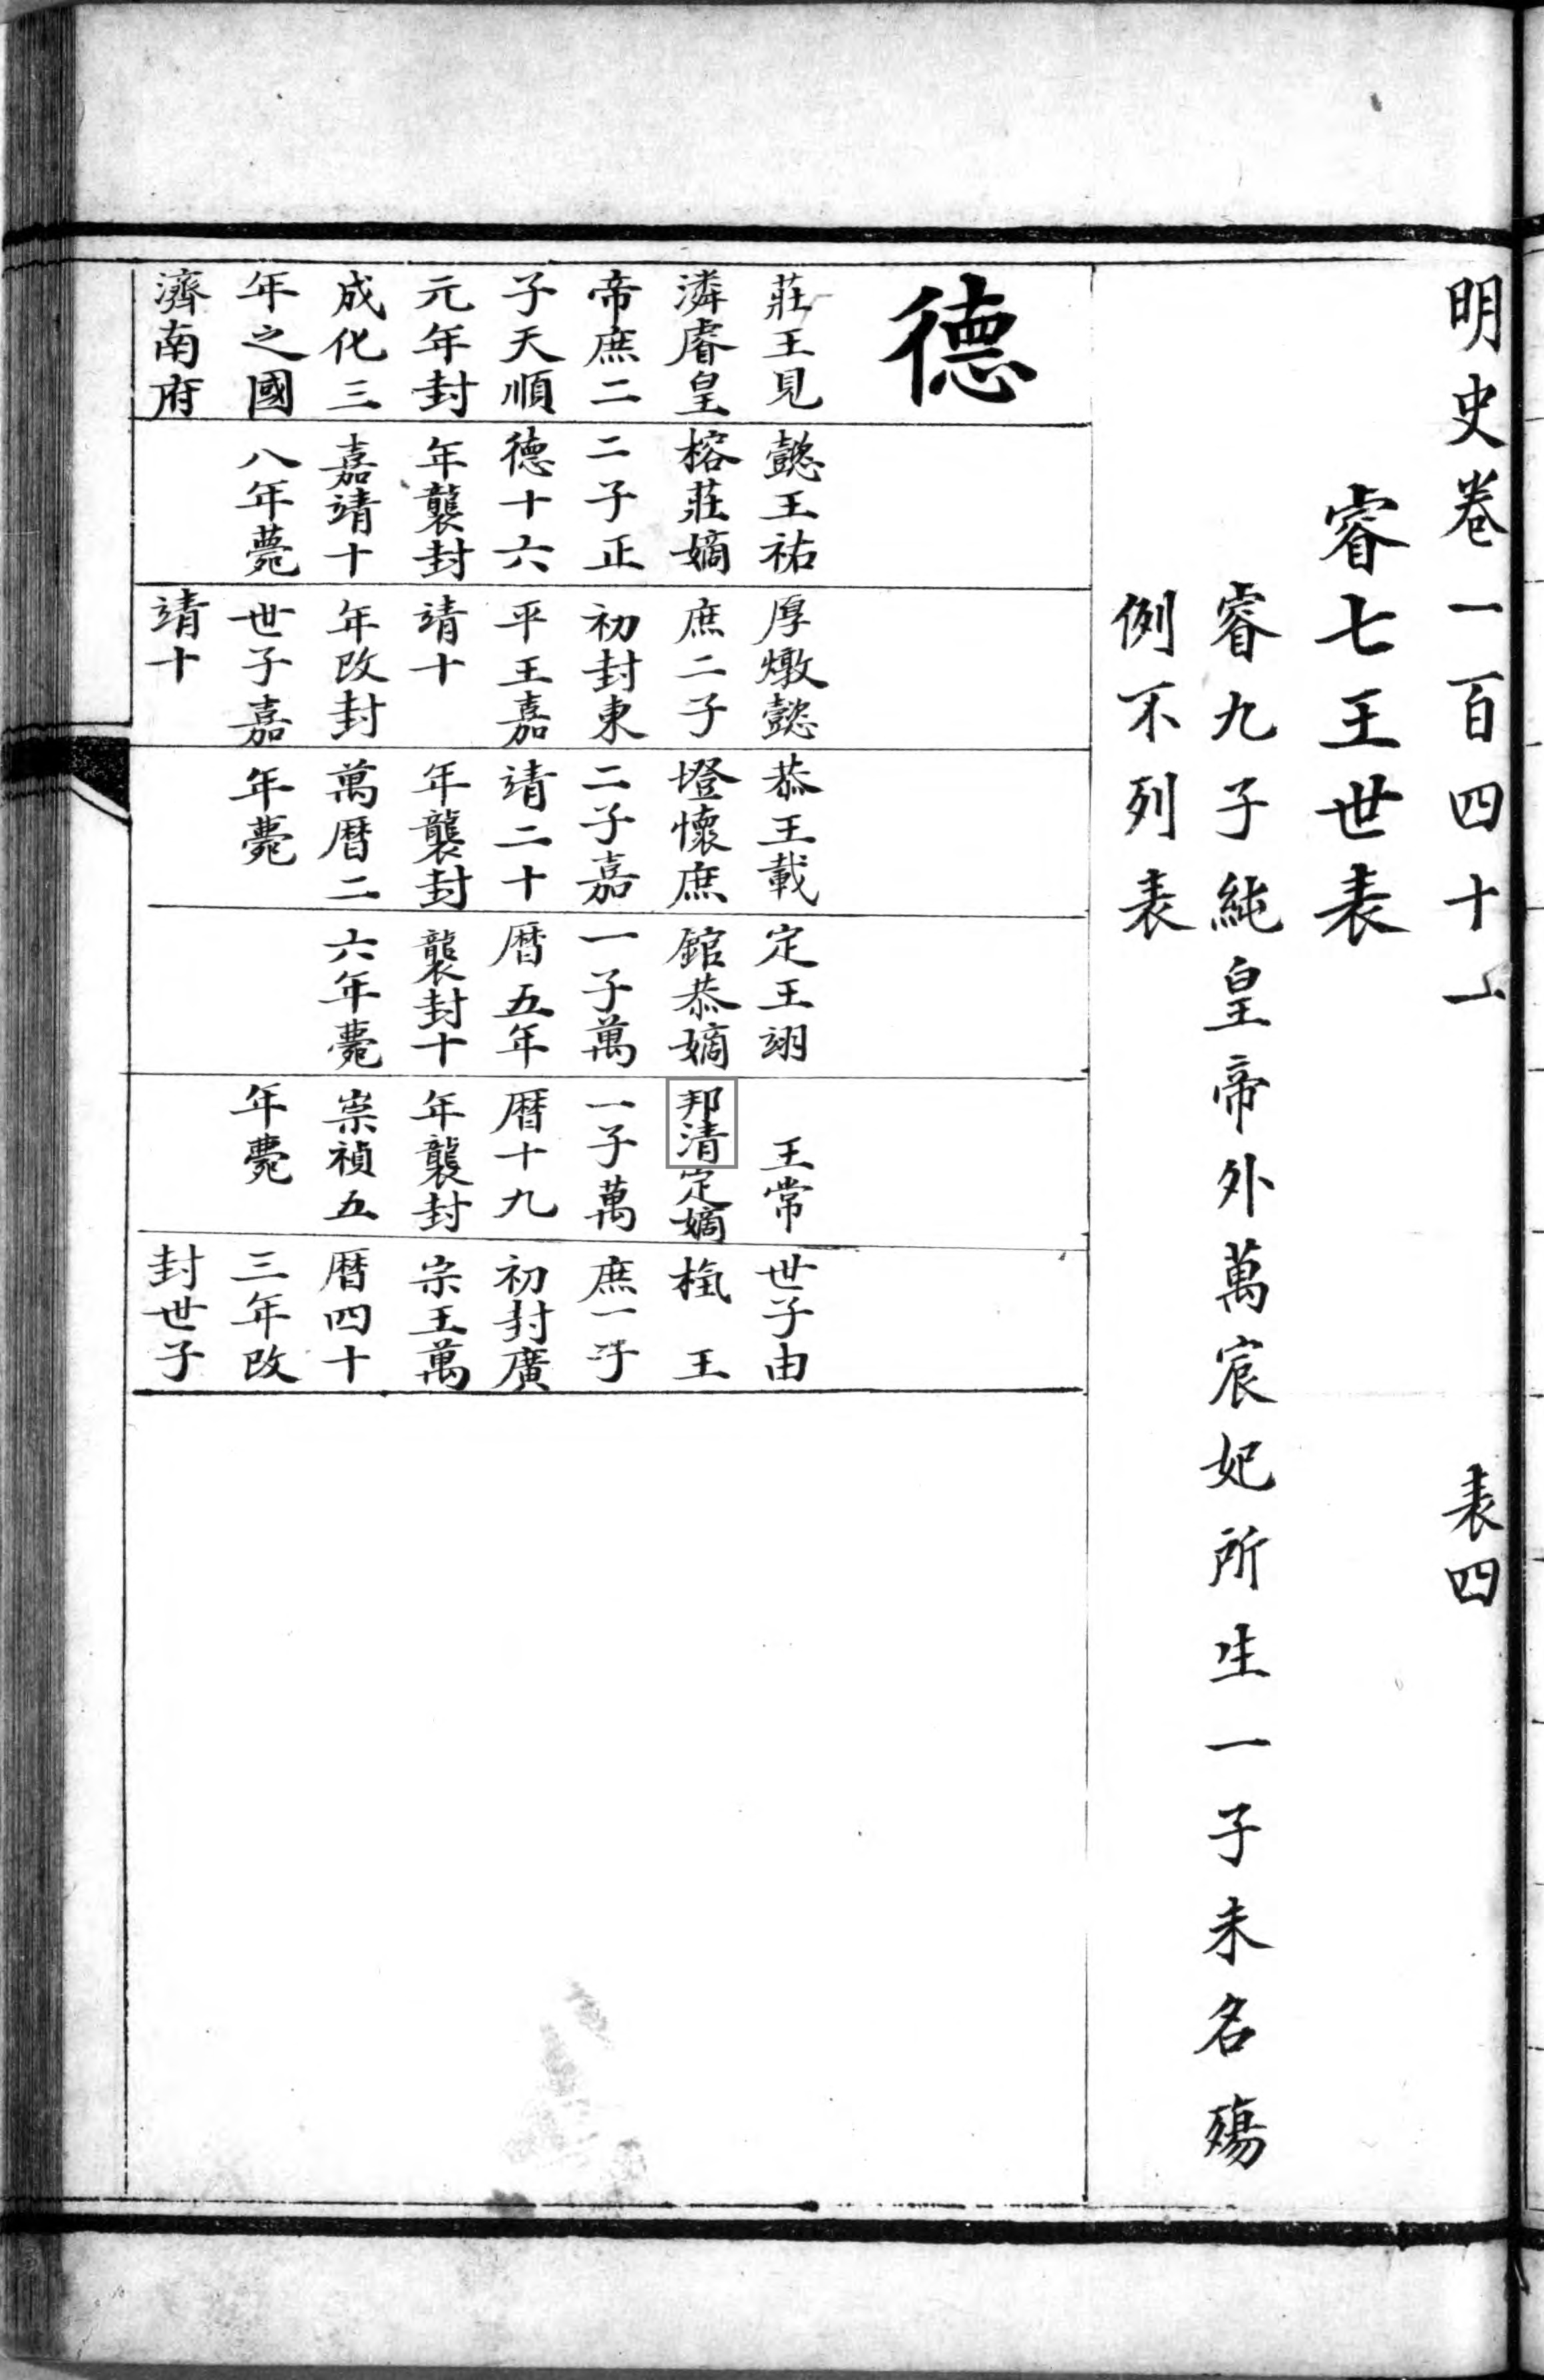 明史卷一百四十一　表四
睿七王世表
睿九子純皇帝外萬宸妃所生一子未名殤
例不列表
德
莊王見
潾睿皇
帝庶二
子天順
元年封
成化三
年之國
濟南府
懿王祐
榕莊嫡
二子正
德十六
年襲封
嘉靖十
八年薨
厚燉懿
庶二子
初封東
平王嘉
靖十
年改封
世子嘉
靖十
恭王載
墱懷庶
二子嘉
靖二十
年襲封
萬曆二
年薨
定王翊
錧恭嫡
一子萬
曆五年
襲封十
六年薨
王常
邦清定嫡
一子萬
曆十九
年襲封
崇禎五
年薨
世子由
王
庶一子
初封廣
宗王萬
曆四十
三年改
封世子